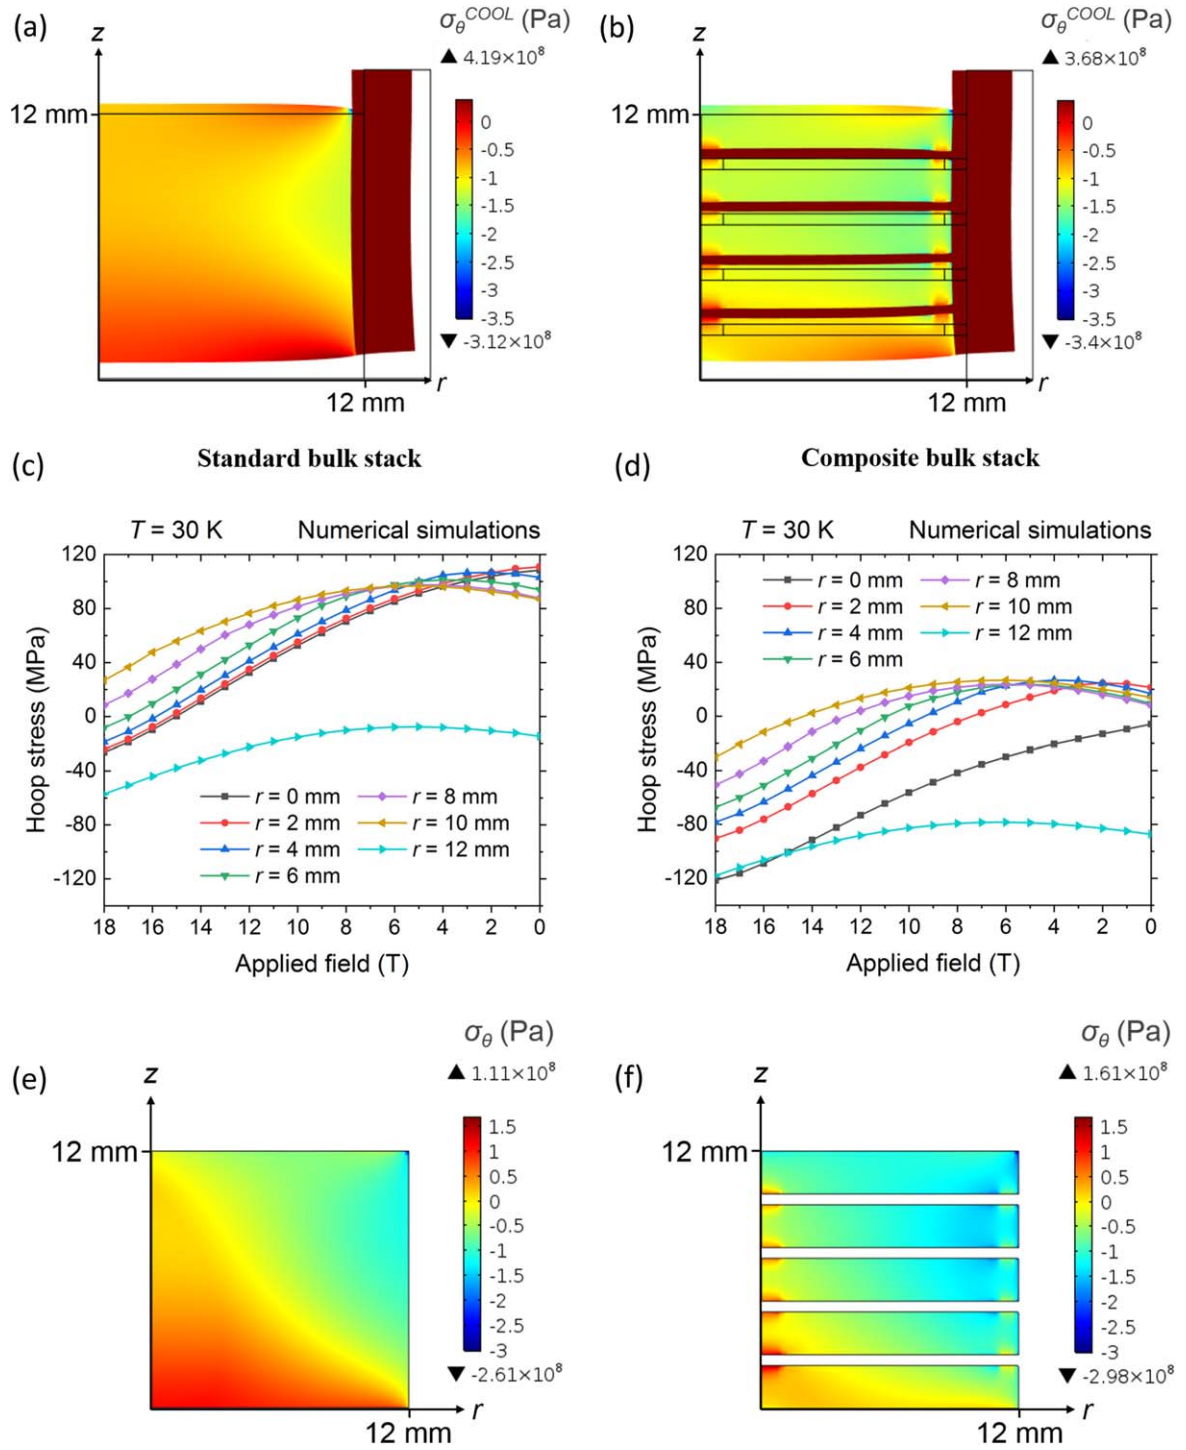 (a)
σθ^COOL (Pa)
▲ 4.19×10⁸
z
12 mm
0
-0.5
-1
-1.5
-2
-2.5
-3
-3.5
▼ -3.12×10⁸
r
12 mm
(b)
σθ^COOL (Pa)
▲ 3.68×10⁸
z
12 mm
0
-0.5
-1
-1.5
-2
-2.5
-3
-3.5
▼ -3.4×10⁸
r
12 mm
(c)
Standard bulk stack
T = 30 K Numerical simulations
Hoop stress (MPa)
120
80
40
0
-40
-80
-120
r = 0 mm r = 8 mm
r = 2 mm r = 10 mm
r = 4 mm r = 12 mm
r = 6 mm
18 16 14 12 10 8 6 4 2 0
Applied field (T)
(d)
Composite bulk stack
T = 30 K Numerical simulations
Hoop stress (MPa)
120
80
40
0
-40
-80
-120
r = 0 mm r = 8 mm
r = 2 mm r = 10 mm
r = 4 mm r = 12 mm
r = 6 mm
18 16 14 12 10 8 6 4 2 0
Applied field (T)
(e)
σθ (Pa)
▲ 1.11×10⁸
z
12 mm
1.5
1
0.5
0
-0.5
-1
-1.5
-2
-2.5
-3
▼ -2.61×10⁸
r
12 mm
(f)
σθ (Pa)
▲ 1.61×10⁸
z
12 mm
1.5
1
0.5
0
-0.5
-1
-1.5
-2
-2.5
-3
▼ -2.98×10⁸
r
12 mm